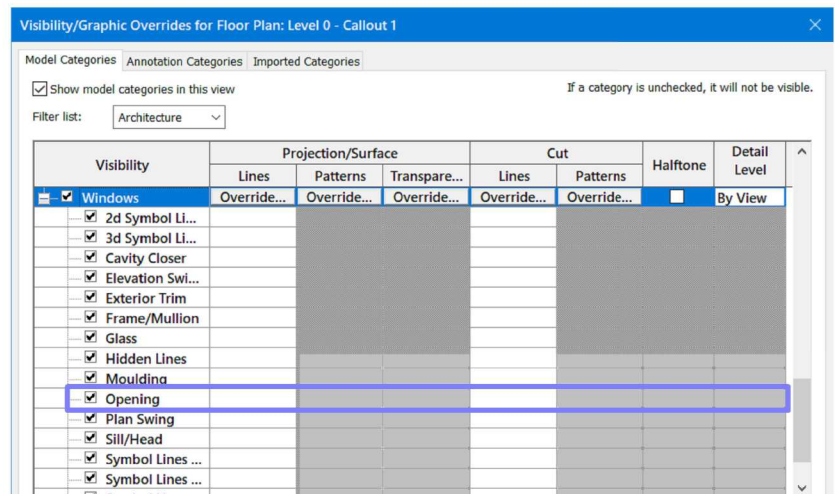 Visibility/Graphic Overrides for Floor Plan: Level 0 - Callout 1
Model Categories Annotation Categories Imported Categories
Show model categories in this view
If a category is unchecked, it will not be visible.
Filter list: Architecture
Visibility Projection/Surface Cut Halftone Detail Level
Lines Patterns Transpare... Lines Patterns
Windows Override... Override... Override... Override... Override... By View
2d Symbol Li...
3d Symbol Li...
Cavity Closer
Elevation Swi...
Exterior Trim
Frame/Mullion
Glass
Hidden Lines
Moulding
Opening
Plan Swing
Sill/Head
Symbol Lines ...
Symbol Lines ...